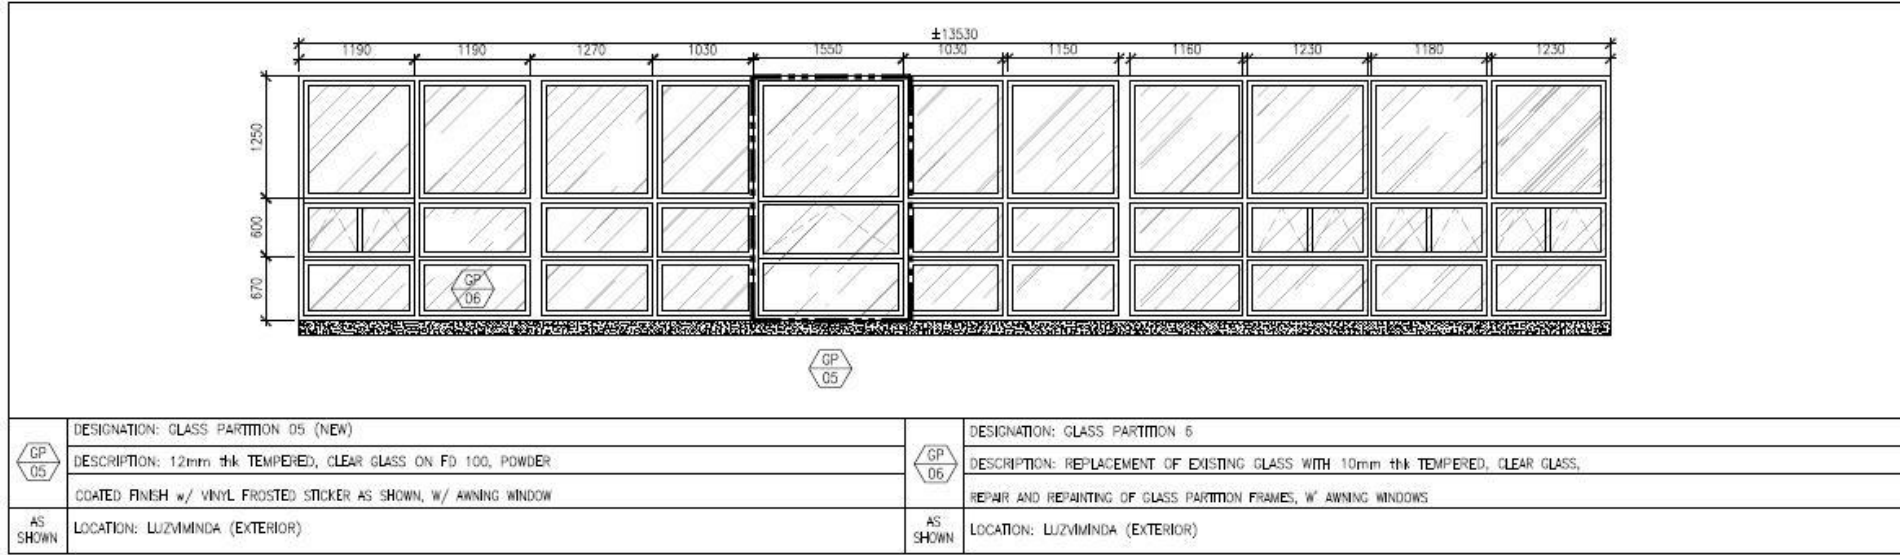 ±13530
1190 1190 1270 1030 1550 1030 1150 1160 1230 1180 1230
1250
600
670
GP
06
GP
05
GP
05
DESIGNATION: GLASS PARTITION 05 (NEW)
DESCRIPTION: 12mm thk TEMPERED, CLEAR GLASS ON FD 100, POWDER
COATED FINISH w/ VINYL FROSTED STICKER AS SHOWN, W/ AWNING WINDOW
AS
SHOWN
LOCATION: LUZVIMINDA (EXTERIOR)
GP
06
DESIGNATION: GLASS PARTITION 6
DESCRIPTION: REPLACEMENT OF EXISTING GLASS WITH 10mm thk TEMPERED, CLEAR GLASS,
REPAIR AND REPAINTING OF GLASS PARTITION FRAMES, W' AWNING WINDOWS
AS
SHOWN
LOCATION: LUZVIMINDA (EXTERIOR)